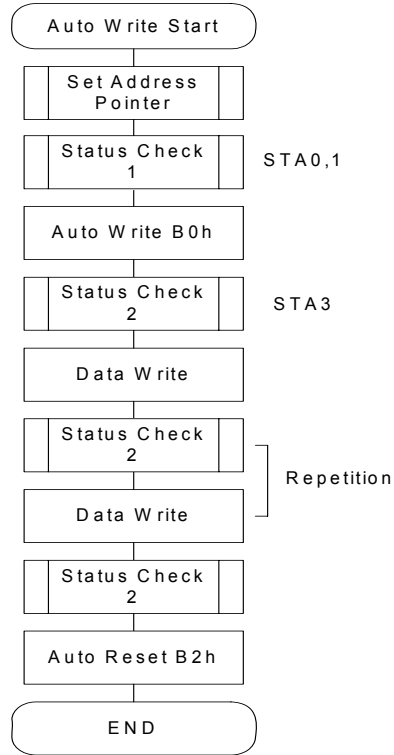 Auto Write Start
Set Address
Pointer
Status Check
1
STA0,1
Auto Write B0h
Status Check
2
STA3
Data Write
Status Check
2
Repetition
Data Write
Status Check
2
Auto Reset B2h
END